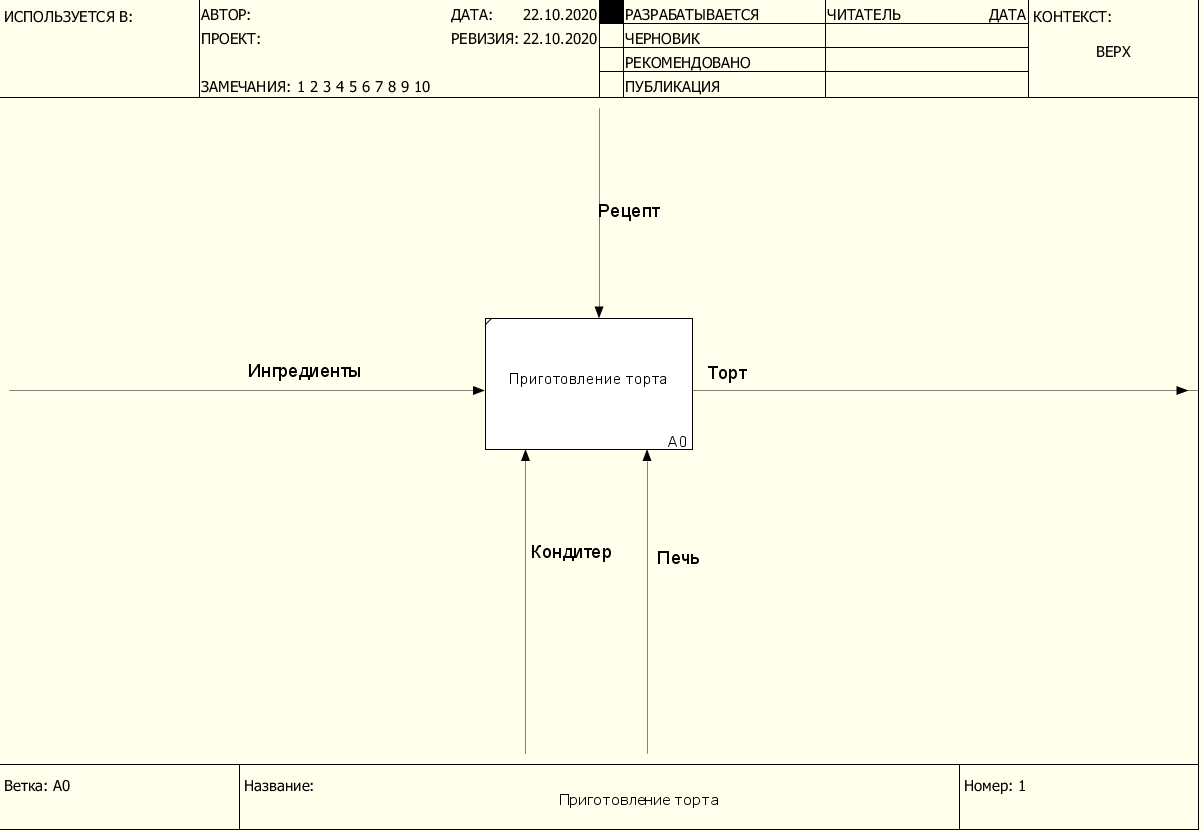 ИСПОЛЬЗУЕТСЯ В:
АВТОР: ДАТА: 22.10.2020
ПРОЕКТ: РЕВИЗИЯ: 22.10.2020
ЗАМЕЧАНИЯ: 1 2 3 4 5 6 7 8 9 10
РАЗРАБАТЫВАЕТСЯ
ЧЕРНОВИК
РЕКОМЕНДОВАНО
ПУБЛИКАЦИЯ
ЧИТАТЕЛЬ ДАТА
КОНТЕКСТ:
ВЕРХ
Рецепт
Ингредиенты
Приготовление торта
A0
Торт
Кондитер
Печь
Ветка: A0
Название:
Приготовление торта
Номер: 1